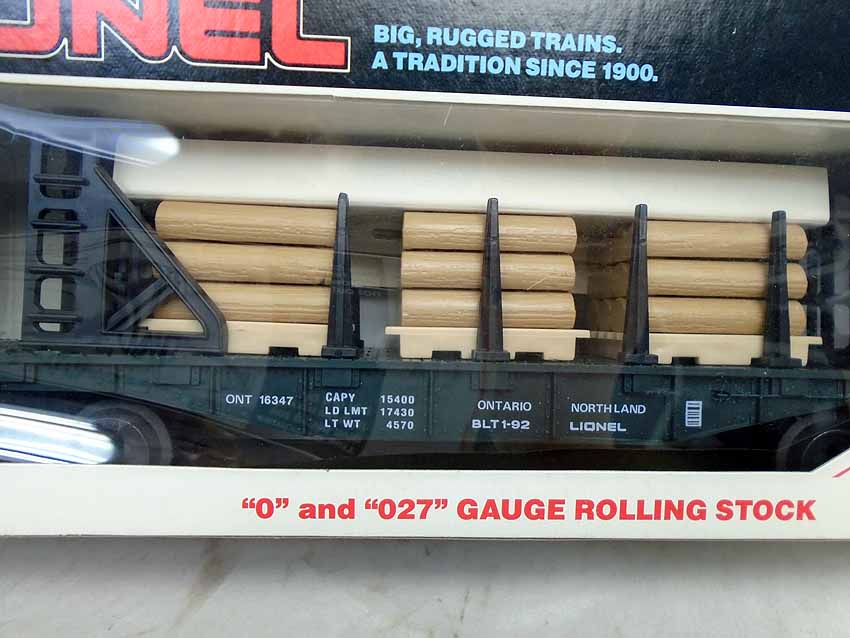 ONEL
BIG, RUGGED TRAINS.
A TRADITION SINCE 1900.
ONT 16347
CAPY 15400
LD LMT 17430
LT WT 4570
ONTARIO NORTHLAND
BLT 1-92 LIONEL
“O” and “027” GAUGE ROLLING STOCK